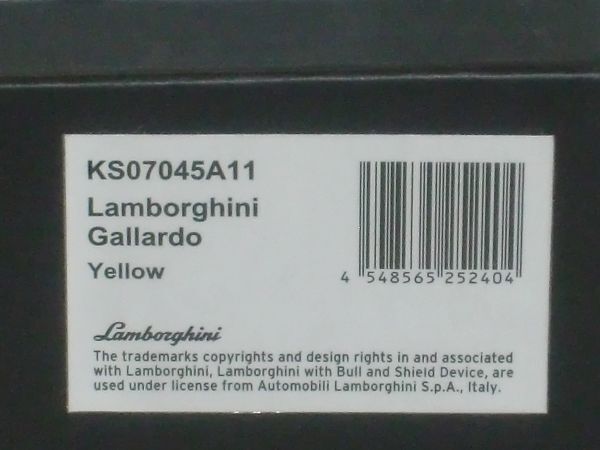 KS07045A11
Lamborghini
Gallardo
Yellow
4 548565 252404
Lamborghini
The trademarks copyrights and design rights in and associated
with Lamborghini, Lamborghini with Bull and Shield Device, are
used under license from Automobili Lamborghini S.p.A., Italy.